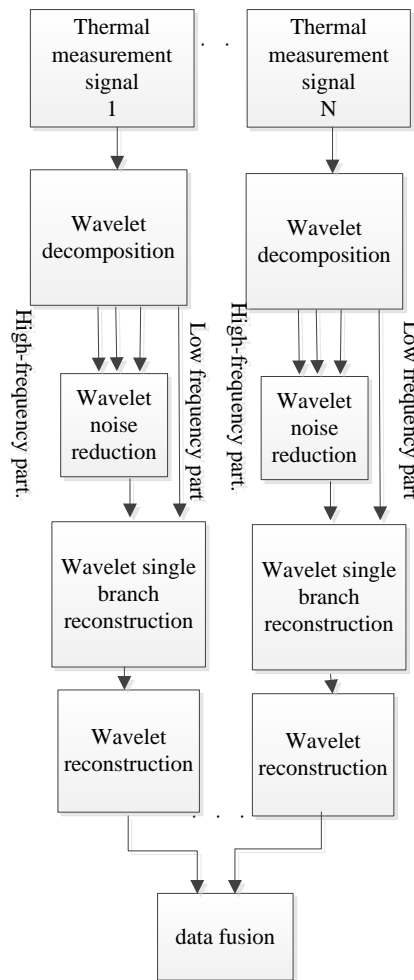 Thermal
measurement
signal
1
. .
Thermal
measurement
signal
N
Wavelet
decomposition
Wavelet
decomposition
High-frequency part.
Low frequency part
High-frequency part.
Low frequency part
Wavelet
noise
reduction
Wavelet
noise
reduction
Wavelet single
branch
reconstruction
Wavelet single
branch
reconstruction
Wavelet
reconstruction
Wavelet
reconstruction
. . .
data fusion